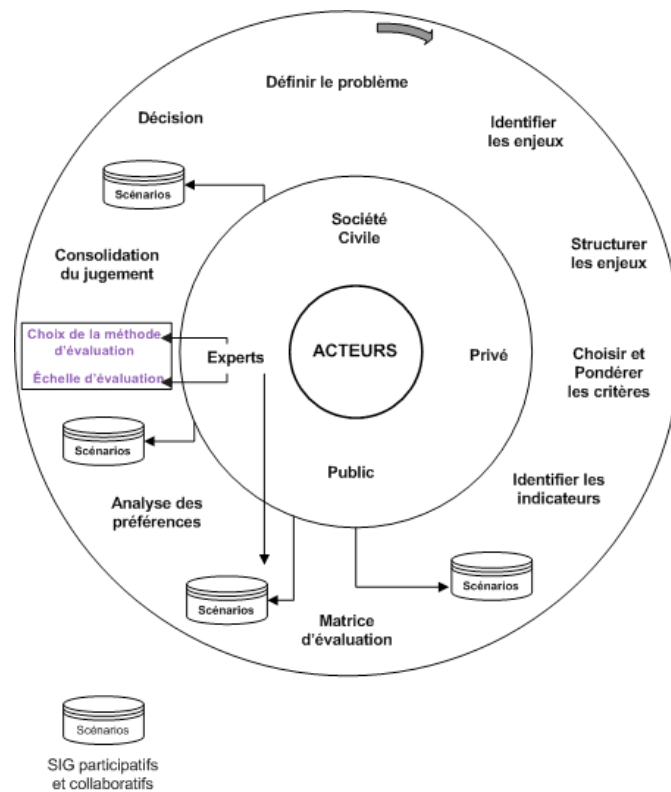 Définir le problème
Identifier
les enjeux
Structurer
les enjeux
Choisir et
Pondérer
les critères
Identifier les
indicateurs
Scénarios
Matrice
d'évaluation
Scénarios
Analyse des
préférences
Scénarios
Choix de la méthode
d'évaluation
Échelle d'évaluation
Consolidation
du jugement
Scénarios
Décision
Société
Civile
Privé
Public
Experts
ACTEURS
Scénarios
SIG participatifs
et collaboratifs